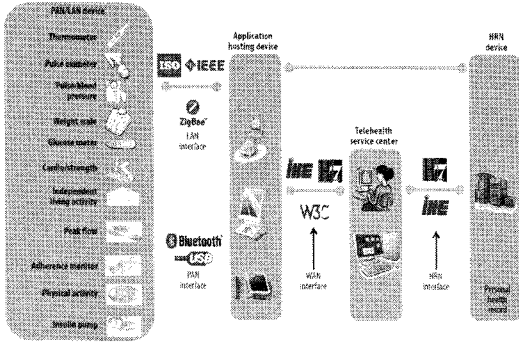 PAN/LAN device
Thermometer
Pulse oximeter
Pulse/blood
pressure
Weight scale
Glucose meter
Cardio/strength
Independent
living activity
Peak flow
Adherence monitor
Physical activity
Insulin pump
ISO IEEE
ZigBee
LAN
interface
Bluetooth
USB
PAN
interface
Application
hosting device
IHE HL7
W3C
WAN
interface
Telehealth
service center
HL7
IHE
HRN
interface
HRN
device
Personal
health
record